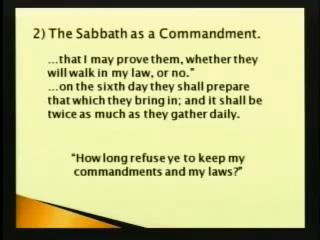 2) The Sabbath as a Commandment.
...that I may prove them, whether they
will walk in my law, or no.”
...on the sixth day they shall prepare
that which they bring in; and it shall be
twice as much as they gather daily.
“How long refuse ye to keep my
commandments and my laws?”